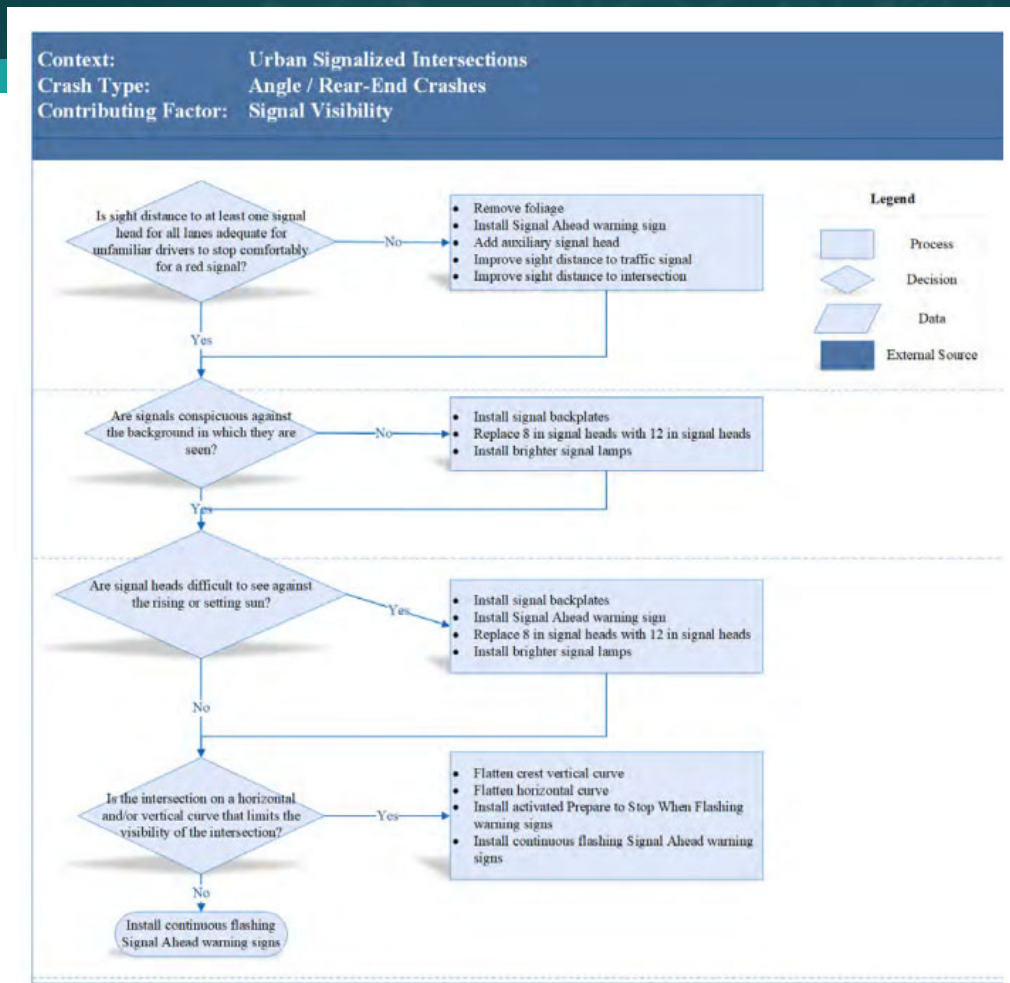 Context: Urban Signalized Intersections
Crash Type: Angle / Rear-End Crashes
Contributing Factor: Signal Visibility
Is sight distance to at least one signal
head for all lanes adequate for
unfamiliar drivers to stop comfortably
for a red signal?
No
• Remove foliage
• Install Signal Ahead warning sign
• Add auxiliary signal head
• Improve sight distance to traffic signal
• Improve sight distance to intersection
Legend
Process
Decision
Data
External Source
Yes
Are signals conspicuous against
the background in which they are
seen?
No
• Install signal backplates
• Replace 8 in signal heads with 12 in signal heads
• Install brighter signal lamps
Yes
Are signal heads difficult to see against
the rising or setting sun?
Yes
• Install signal backplates
• Install Signal Ahead warning sign
• Replace 8 in signal heads with 12 in signal heads
• Install brighter signal lamps
No
Is the intersection on a horizontal
and/or vertical curve that limits the
visibility of the intersection?
Yes
• Flatten crest vertical curve
• Flatten horizontal curve
• Install activated Prepare to Stop When Flashing
warning signs
• Install continuous flashing Signal Ahead warning
signs
No
Install continuous flashing
Signal Ahead warning signs